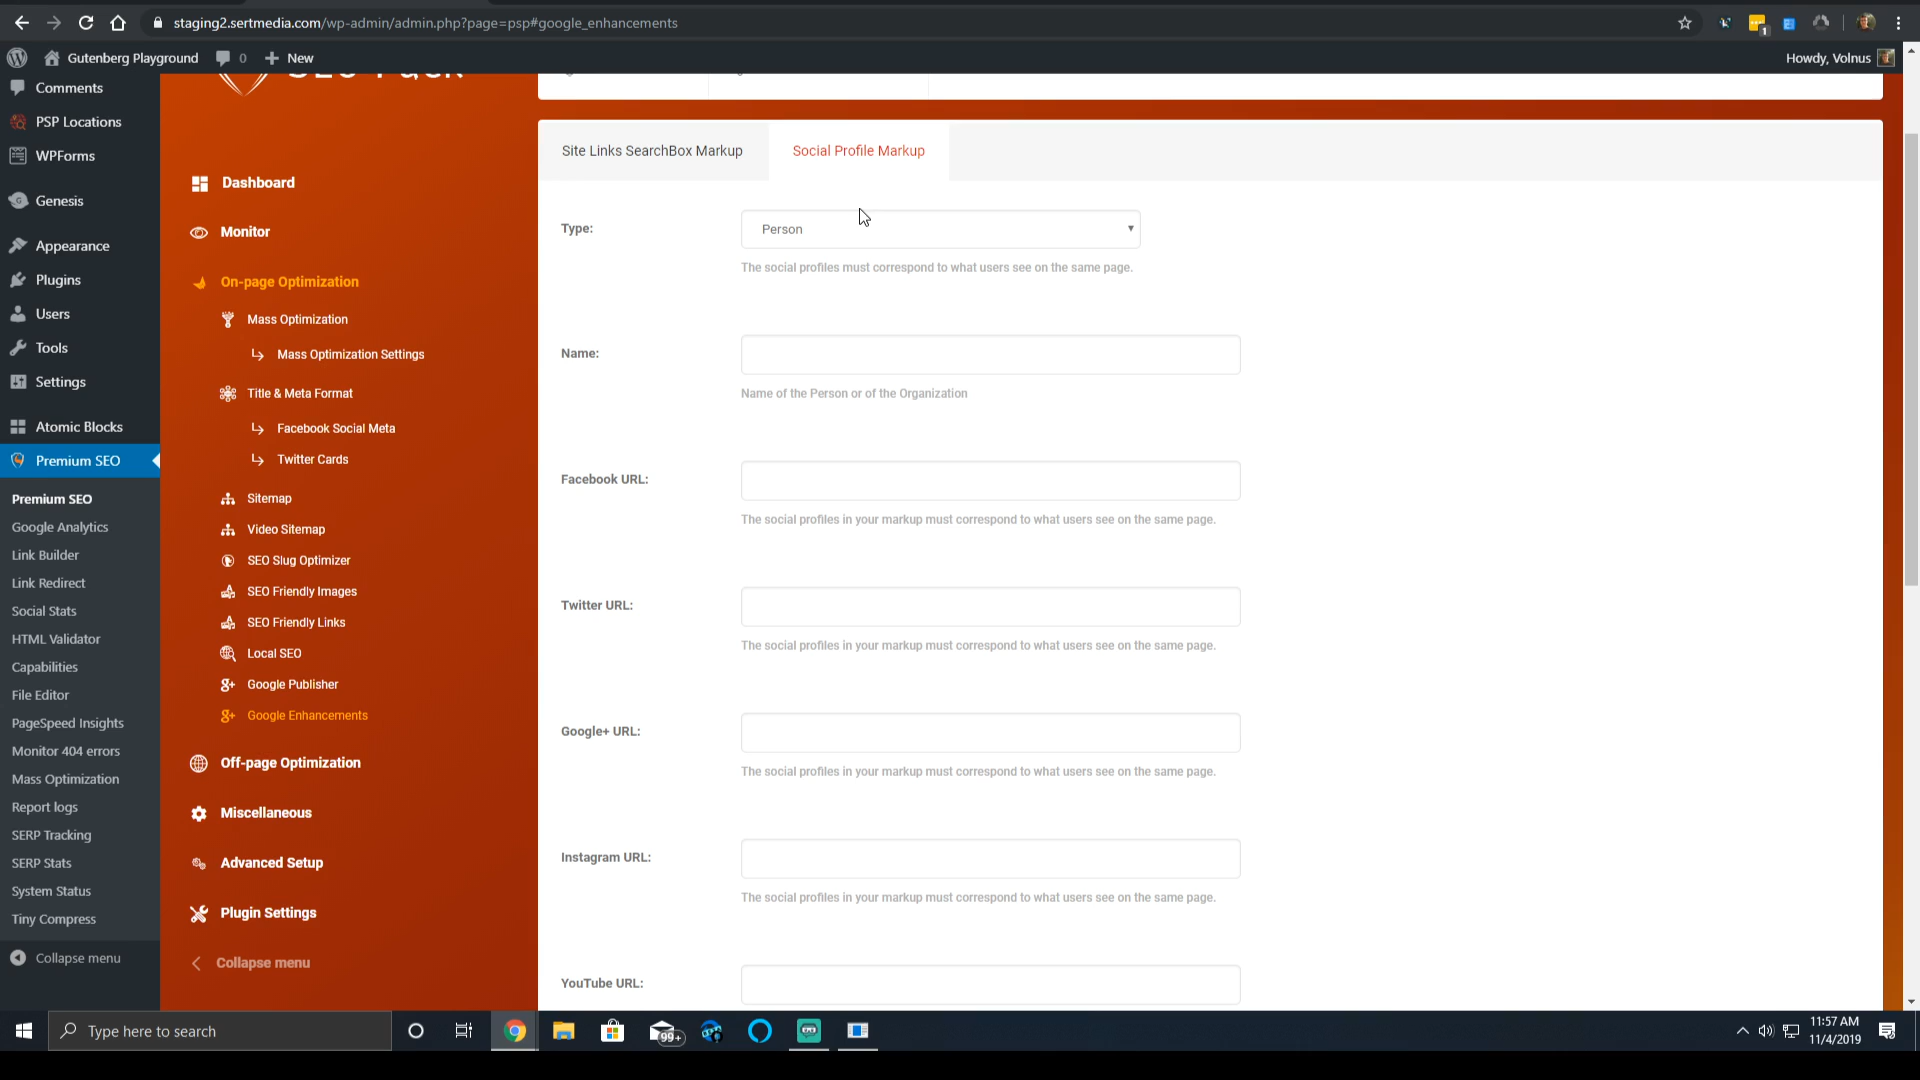 staging2.sertmedia.com/wp-admin/admin.php?page=psp#google_enhancements
1
Gutenberg Playground
0
New
Howdy, Volnus
Comments
PSP Locations
WPForms
Genesis
Appearance
Plugins
Users
Tools
Settings
Atomic Blocks
Premium SEO
Premium SEO
Google Analytics
Link Builder
Link Redirect
Social Stats
HTML Validator
Capabilities
File Editor
PageSpeed Insights
Monitor 404 errors
Mass Optimization
Report logs
SERP Tracking
SERP Stats
System Status
Tiny Compress
Collapse menu
Dashboard
Monitor
On-page Optimization
Mass Optimization
Mass Optimization Settings
Title & Meta Format
Facebook Social Meta
Twitter Cards
Sitemap
Video Sitemap
SEO Slug Optimizer
SEO Friendly Images
SEO Friendly Links
Local SEO
Google Publisher
Google Enhancements
Off-page Optimization
Miscellaneous
Advanced Setup
Plugin Settings
Collapse menu
Site Links SearchBox Markup
Social Profile Markup
Type:
Person
The social profiles must correspond to what users see on the same page.
Name:
Name of the Person or of the Organization
Facebook URL:
The social profiles in your markup must correspond to what users see on the same page.
Twitter URL:
The social profiles in your markup must correspond to what users see on the same page.
Google+ URL:
The social profiles in your markup must correspond to what users see on the same page.
Instagram URL:
The social profiles in your markup must correspond to what users see on the same page.
YouTube URL:
Type here to search
99+
11:57 AM
11/4/2019